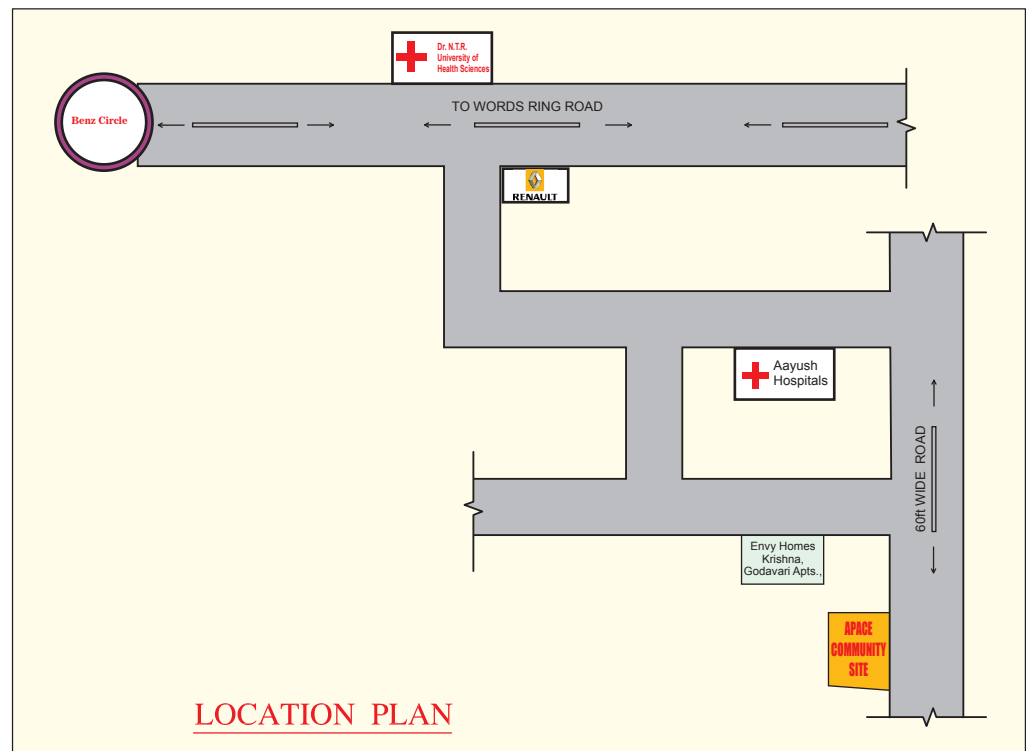 Dr. N.T.R.
University of
Health Sciences
Benz Circle
TO WORDS RING ROAD
RENAULT
Aayush
Hospitals
60ft WIDE ROAD
Envy Homes
Krishna,
Godavari Apts.,
APACE
COMMUNITY
SITE
LOCATION PLAN